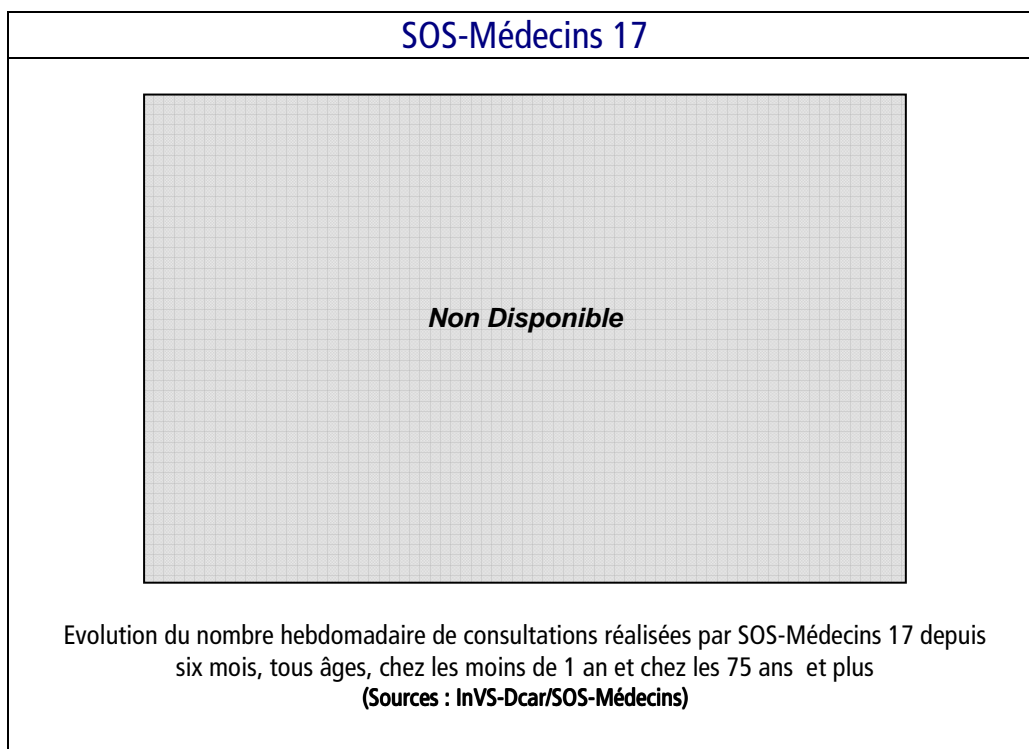 SOS-Médecins 17
Non Disponible
Evolution du nombre hebdomadaire de consultations réalisées par SOS-Médecins 17 depuis
six mois, tous âges, chez les moins de 1 an et chez les 75 ans et plus
(Sources : InVS-Dcar/SOS-Médecins)